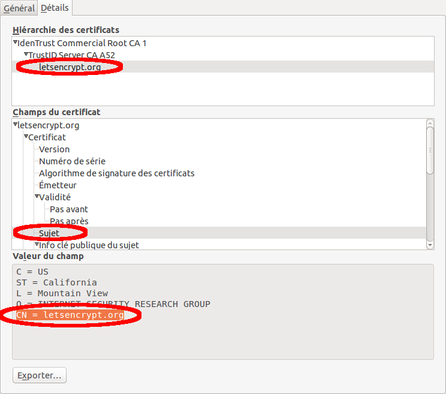 Général Détails
Hiérarchie des certificats
IdenTrust Commercial Root CA 1
TrustID Server CA A52
letsencrypt.org
Champs du certificat
letsencrypt.org
Certificat
Version
Numéro de série
Algorithme de signature des certificats
Émetteur
Validité
Pas avant
Pas après
Sujet
Info clé publique du sujet
Valeur du champ
C = US
ST = California
L = Mountain View
O = INTERNET SECURITY RESEARCH GROUP
CN = letsencrypt.org
Exporter...